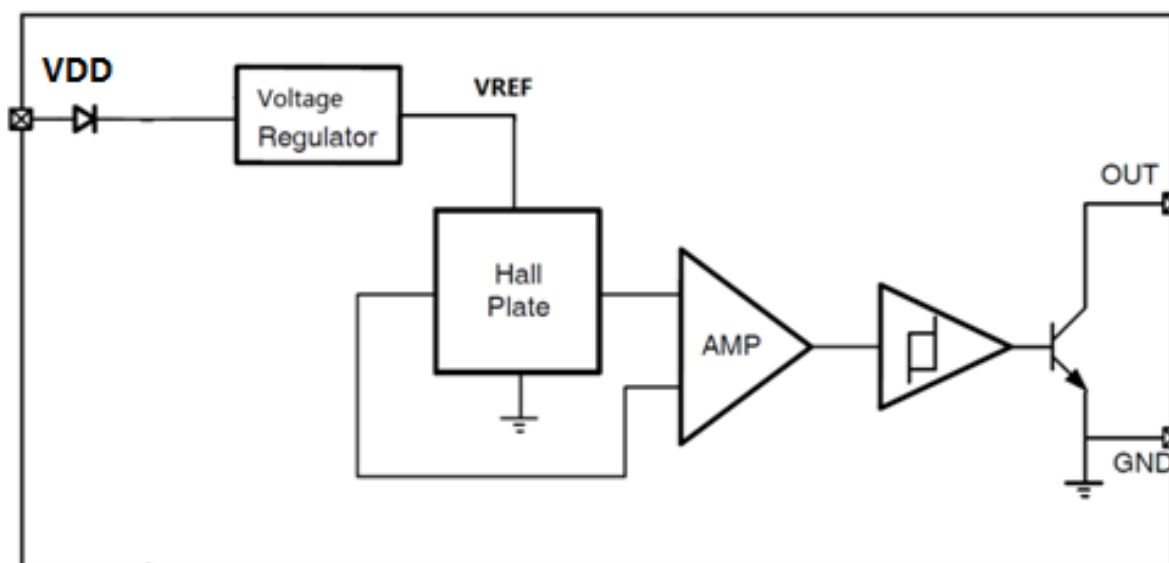 VDD
Voltage
Regulator
VREF
Hall
Plate
AMP
OUT
GND